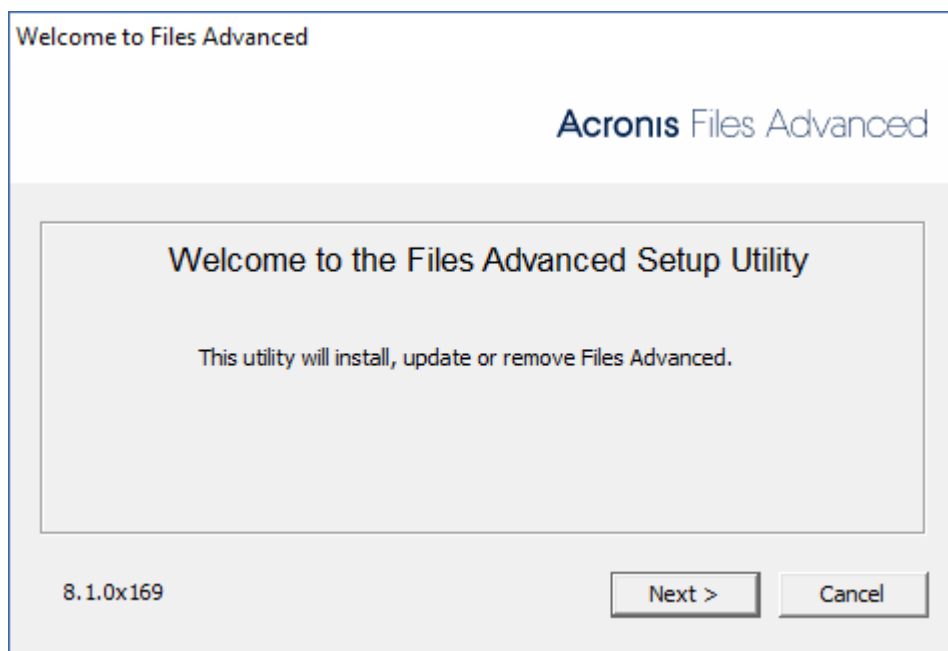 Welcome to Files Advanced
Acronis Files Advanced
Welcome to the Files Advanced Setup Utility
This utility will install, update or remove Files Advanced.
8.1.0x169
Next >
Cancel